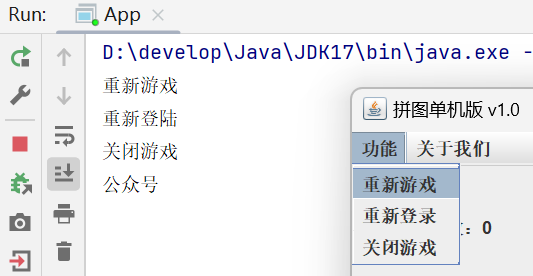 Run: App
D:\develop\Java\JDK17\bin\java.exe -
重新游戏
重新登陆
关闭游戏
公众号
拼图单机版 v1.0
功能 关于我们
重新游戏
重新登录
关闭游戏
：0